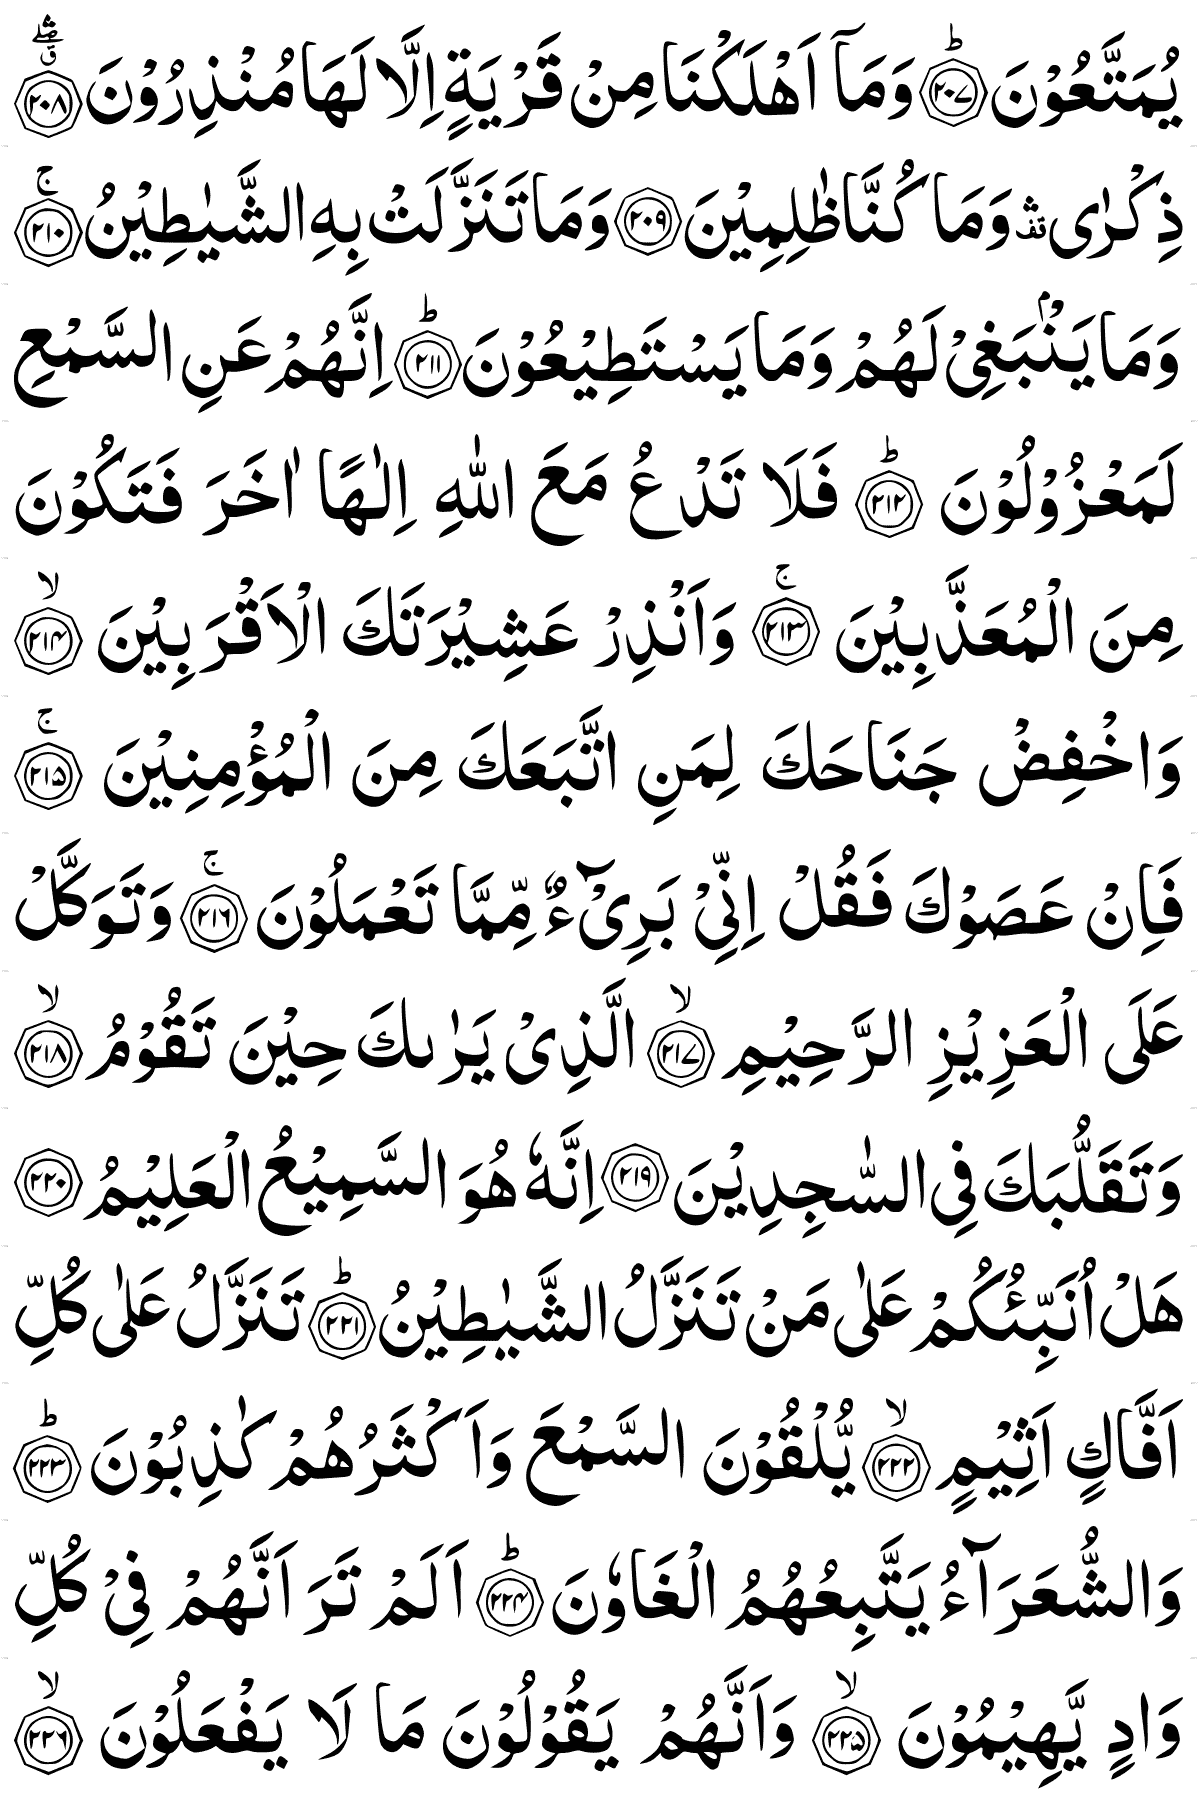 يُمَتَّعُوْنَ ؕ‏﴿۲۰۷﴾ وَمَاۤ اَهْلَكْنَا مِنْ قَرْيَةٍ اِلَّا لَهَا مُنْذِرُوْنَ ۛۖ ق ﴿۲۰۸﴾
ذِكْرٰى ۛ تقف وَمَا كُنَّا ظٰلِمِيْنَ ﴿۲۰۹﴾ وَمَا تَنَزَّلَتْ بِهِ الشَّيٰطِيْنُ ۚ‏﴿۲۱۰﴾
وَمَا يَنْۢبَغِىْ لَهُمْ وَمَا يَسْتَطِيْعُوْنَ ؕ‏﴿۲۱۱﴾ اِنَّهُمْ عَنِ السَّمْعِ
لَمَعْزُوْلُوْنَ ؕ‏﴿۲۱۲﴾ فَلَا تَدْعُ مَعَ اللّٰهِ اِلٰهًا اٰخَرَ فَتَكُوْنَ
مِنَ الْمُعَذَّبِيْنَ ۚ‏﴿۲۱۳﴾ وَاَنْذِرْ عَشِيْرَتَكَ الْاَقْرَبِيْنَ ۙ‏﴿۲۱۴﴾
وَاخْفِضْ جَنَاحَكَ لِمَنِ اتَّبَعَكَ مِنَ الْمُؤْمِنِيْنَ ۚ‏﴿۲۱۵﴾
فَاِنْ عَصَوْكَ فَقُلْ اِنِّىْ بَرِىْٓءٌ مِّمَّا تَعْمَلُوْنَ ۚ‏﴿۲۱۶﴾ وَتَوَكَّلْ
عَلَى الْعَزِيْزِ الرَّحِيْمِ ۙ‏﴿۲۱۷﴾ الَّذِىْ يَرٰٮكَ حِيْنَ تَقُوْمُ ۙ‏﴿۲۱۸﴾
وَتَقَلُّبَكَ فِى السّٰجِدِيْنَ ﴿۲۱۹﴾ اِنَّهٗ هُوَ السَّمِيْعُ الْعَلِيْمُ ﴿۲۲۰﴾
هَلْ اُنَبِّئُكُمْ عَلٰى مَنْ تَنَزَّلُ الشَّيٰطِيْنُ ؕ‏﴿۲۲۱﴾ تَنَزَّلُ عَلٰى كُلِّ
اَفَّاكٍ اَثِيْمٍ ۙ‏﴿۲۲۲﴾ يُّلْقُوْنَ السَّمْعَ وَاَكْثَرُهُمْ كٰذِبُوْنَ ؕ‏﴿۲۲۳﴾
وَالشُّعَرَآءُ يَتَّبِعُهُمُ الْغَاوٗنَ ؕ‏﴿۲۲۴﴾ اَلَمْ تَرَ اَنَّهُمْ فِىْ كُلِّ
وَادٍ يَّهِيْمُوْنَ ۙ‏﴿۲۲۵﴾ وَاَنَّهُمْ يَقُوْلُوْنَ مَا لَا يَفْعَلُوْنَ ۙ‏﴿۲۲۶﴾